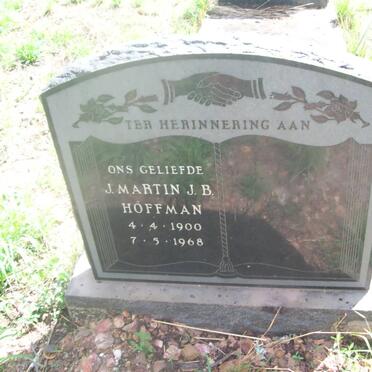 TER HERINNERING AAN
ONS GELIEFDE
J. MARTIN J. B.
HOFFMAN
4 · 4 · 1900
7 · 5 · 1968